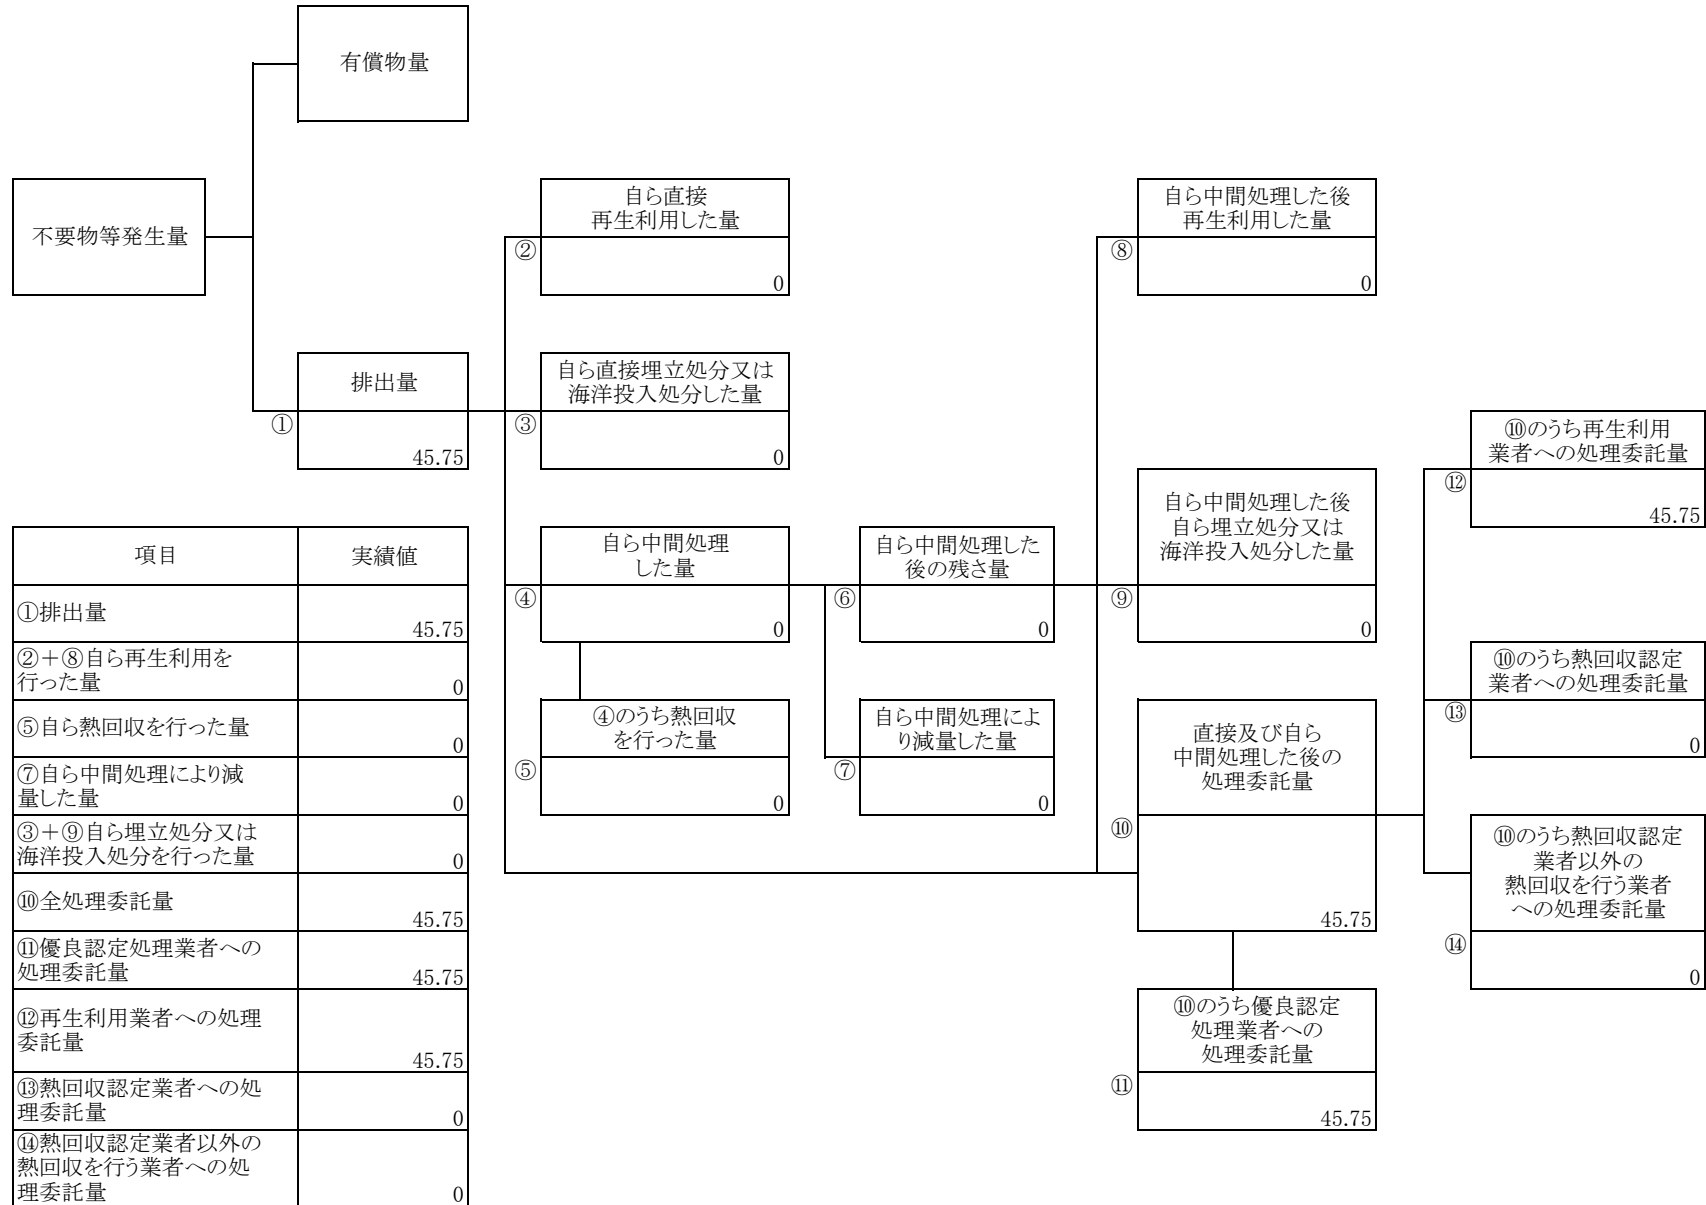 有償物量
不要物等発生量
自ら直接
再生利用した量
②
0
自ら中間処理した後
再生利用した量
⑧
0
排出量
①
45.75
自ら直接埋立処分又は
海洋投入処分した量
③
0
⑩のうち再生利用
業者への処理委託量
⑫
45.75
自ら中間処理した後
自ら埋立処分又は
海洋投入処分した量
⑨
0
自ら中間処理
した量
④
0
自ら中間処理した
後の残さ量
⑥
0
⑩のうち熱回収認定
業者への処理委託量
⑬
0
④のうち熱回収
を行った量
⑤
0
自ら中間処理によ
り減量した量
⑦
0
直接及び自ら
中間処理した後の
処理委託量
⑩
45.75
⑩のうち熱回収認定
業者以外の
熱回収を行う業者
への処理委託量
⑭
0
⑩のうち優良認定
処理業者への
処理委託量
⑪
45.75
項目 実績値
①排出量 45.75
②＋⑧自ら再生利用を
行った量 0
⑤自ら熱回収を行った量 0
⑦自ら中間処理により減
量した量 0
③＋⑨自ら埋立処分又は
海洋投入処分を行った量 0
⑩全処理委託量 45.75
⑪優良認定処理業者への
処理委託量 45.75
⑫再生利用業者への処理
委託量 45.75
⑬熱回収認定業者への処
理委託量 0
⑭熱回収認定業者以外の
熱回収を行う業者への処
理委託量 0